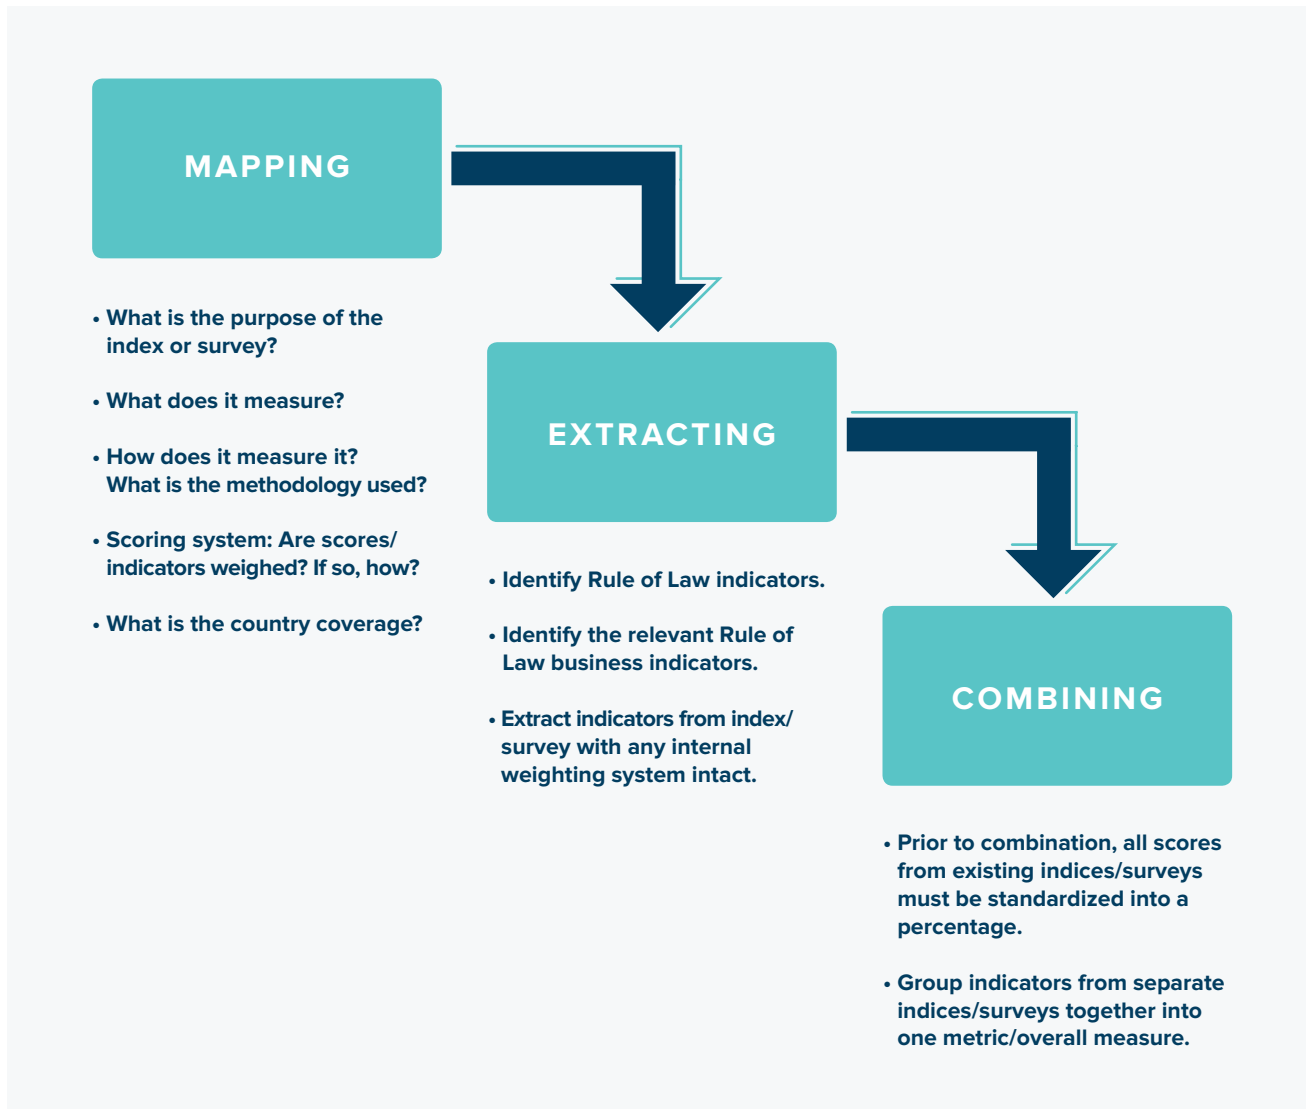 MAPPING
• What is the purpose of the
index or survey?
• What does it measure?
• How does it measure it?
What is the methodology used?
• Scoring system: Are scores/
indicators weighed? If so, how?
• What is the country coverage?
EXTRACTING
• Identify Rule of Law indicators.
• Identify the relevant Rule of
Law business indicators.
• Extract indicators from index/
survey with any internal
weighting system intact.
COMBINING
• Prior to combination, all scores
from existing indices/surveys
must be standardized into a
percentage.
• Group indicators from separate
indices/surveys together into
one metric/overall measure.